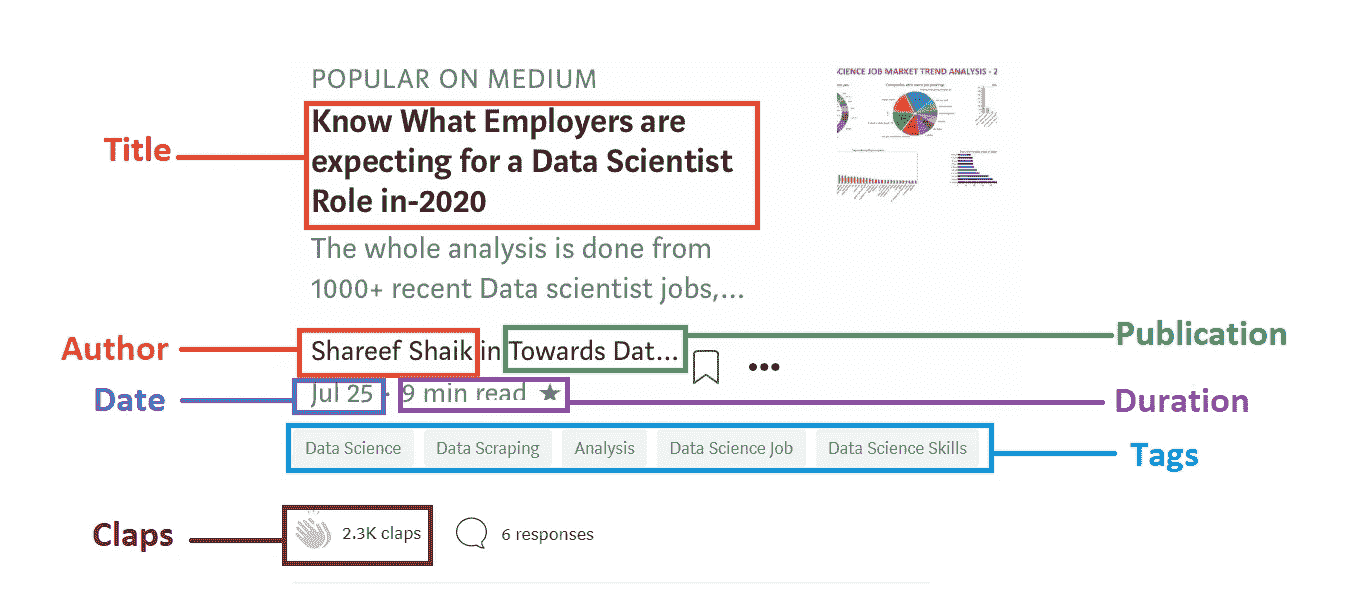 POPULAR ON MEDIUM
SCIENCE JOB MARKET TREND ANALYSIS - 2
Title
Know What Employers are
expecting for a Data Scientist
Role in-2020
The whole analysis is done from
1000+ recent Data scientist jobs,...
Author
Shareef Shaik in Towards Dat...
Publication
Date
Jul 25 · 9 min read
Duration
Data Science Data Scraping Analysis Data Science Job Data Science Skills
Tags
Claps
2.3K claps 6 responses